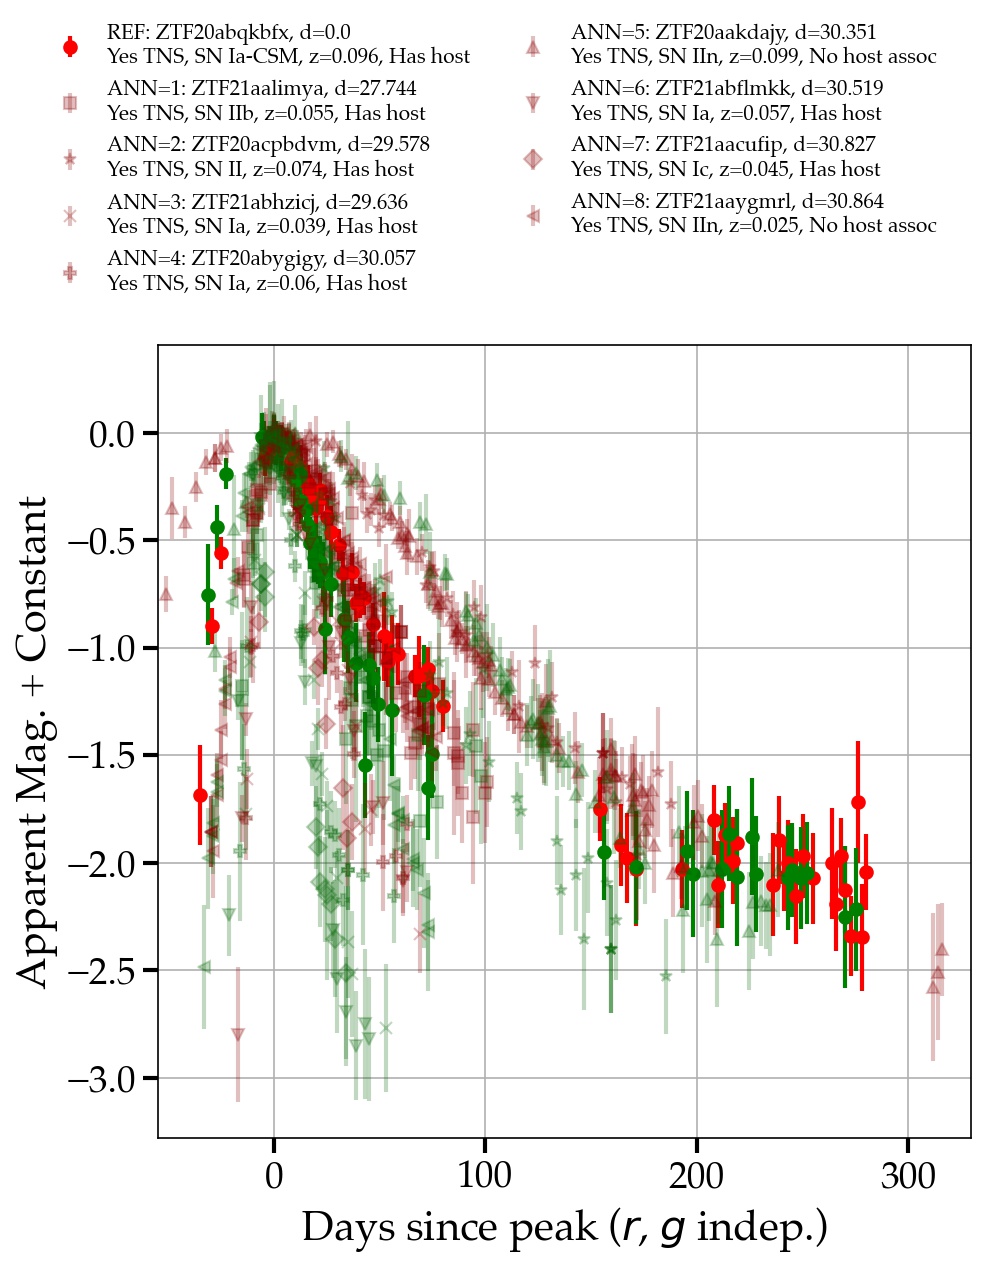 REF: ZTF20abqkbfx, d=0.0
Yes TNS, SN Ia-CSM, z=0.096, Has host
ANN=1: ZTF21aalimya, d=27.744
Yes TNS, SN IIb, z=0.055, Has host
ANN=2: ZTF20acpbdvm, d=29.578
Yes TNS, SN II, z=0.074, Has host
ANN=3: ZTF21abhzicj, d=29.636
Yes TNS, SN Ia, z=0.039, Has host
ANN=4: ZTF20abygigy, d=30.057
Yes TNS, SN Ia, z=0.06, Has host
ANN=5: ZTF20aakdajy, d=30.351
Yes TNS, SN IIn, z=0.099, No host assoc
ANN=6: ZTF21abflmkk, d=30.519
Yes TNS, SN Ia, z=0.057, Has host
ANN=7: ZTF21aacufip, d=30.827
Yes TNS, SN Ic, z=0.045, Has host
ANN=8: ZTF21aaygmrl, d=30.864
Yes TNS, SN IIn, z=0.025, No host assoc
Apparent Mag. + Constant
0.0
−0.5
−1.0
−1.5
−2.0
−2.5
−3.0
0 100 200 300
Days since peak (r, g indep.)